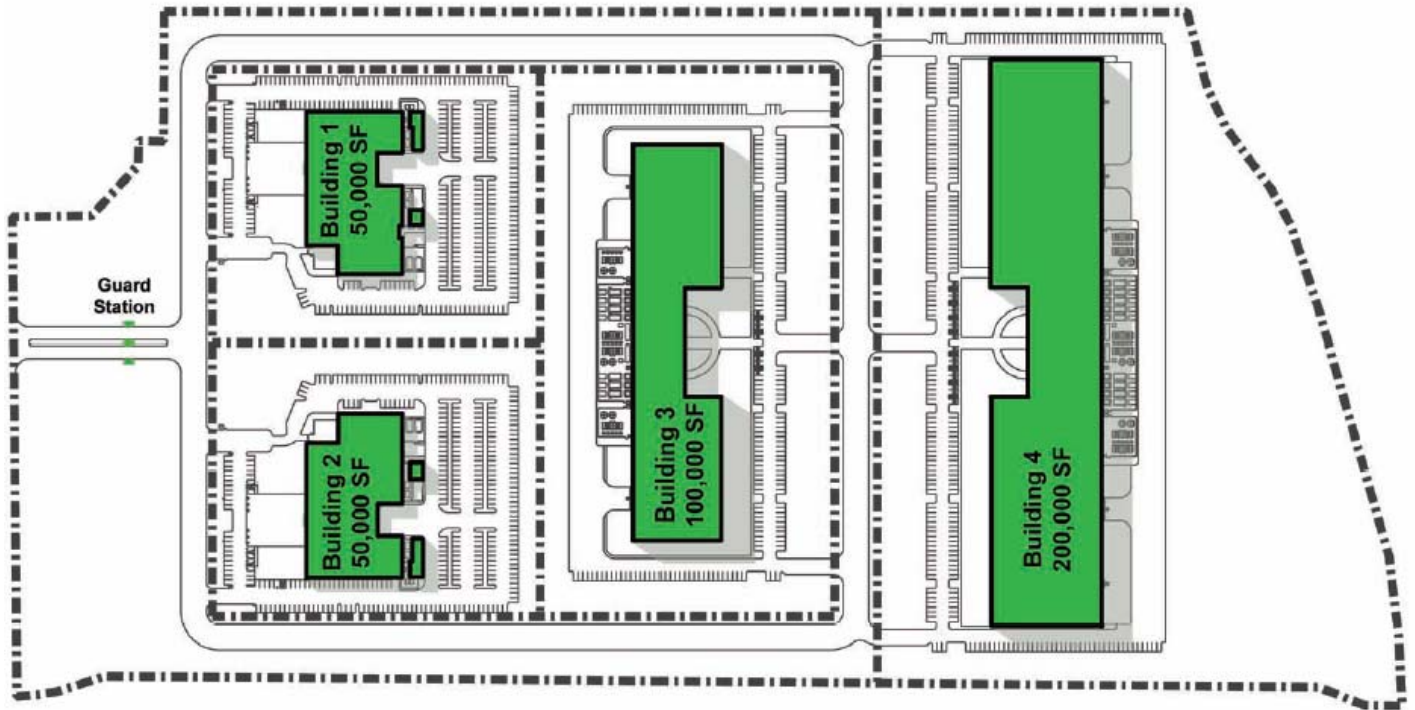 Building 1
50,000 SF
Guard
Station
Building 2
50,000 SF
Building 3
100,000 SF
Building 4
200,000 SF